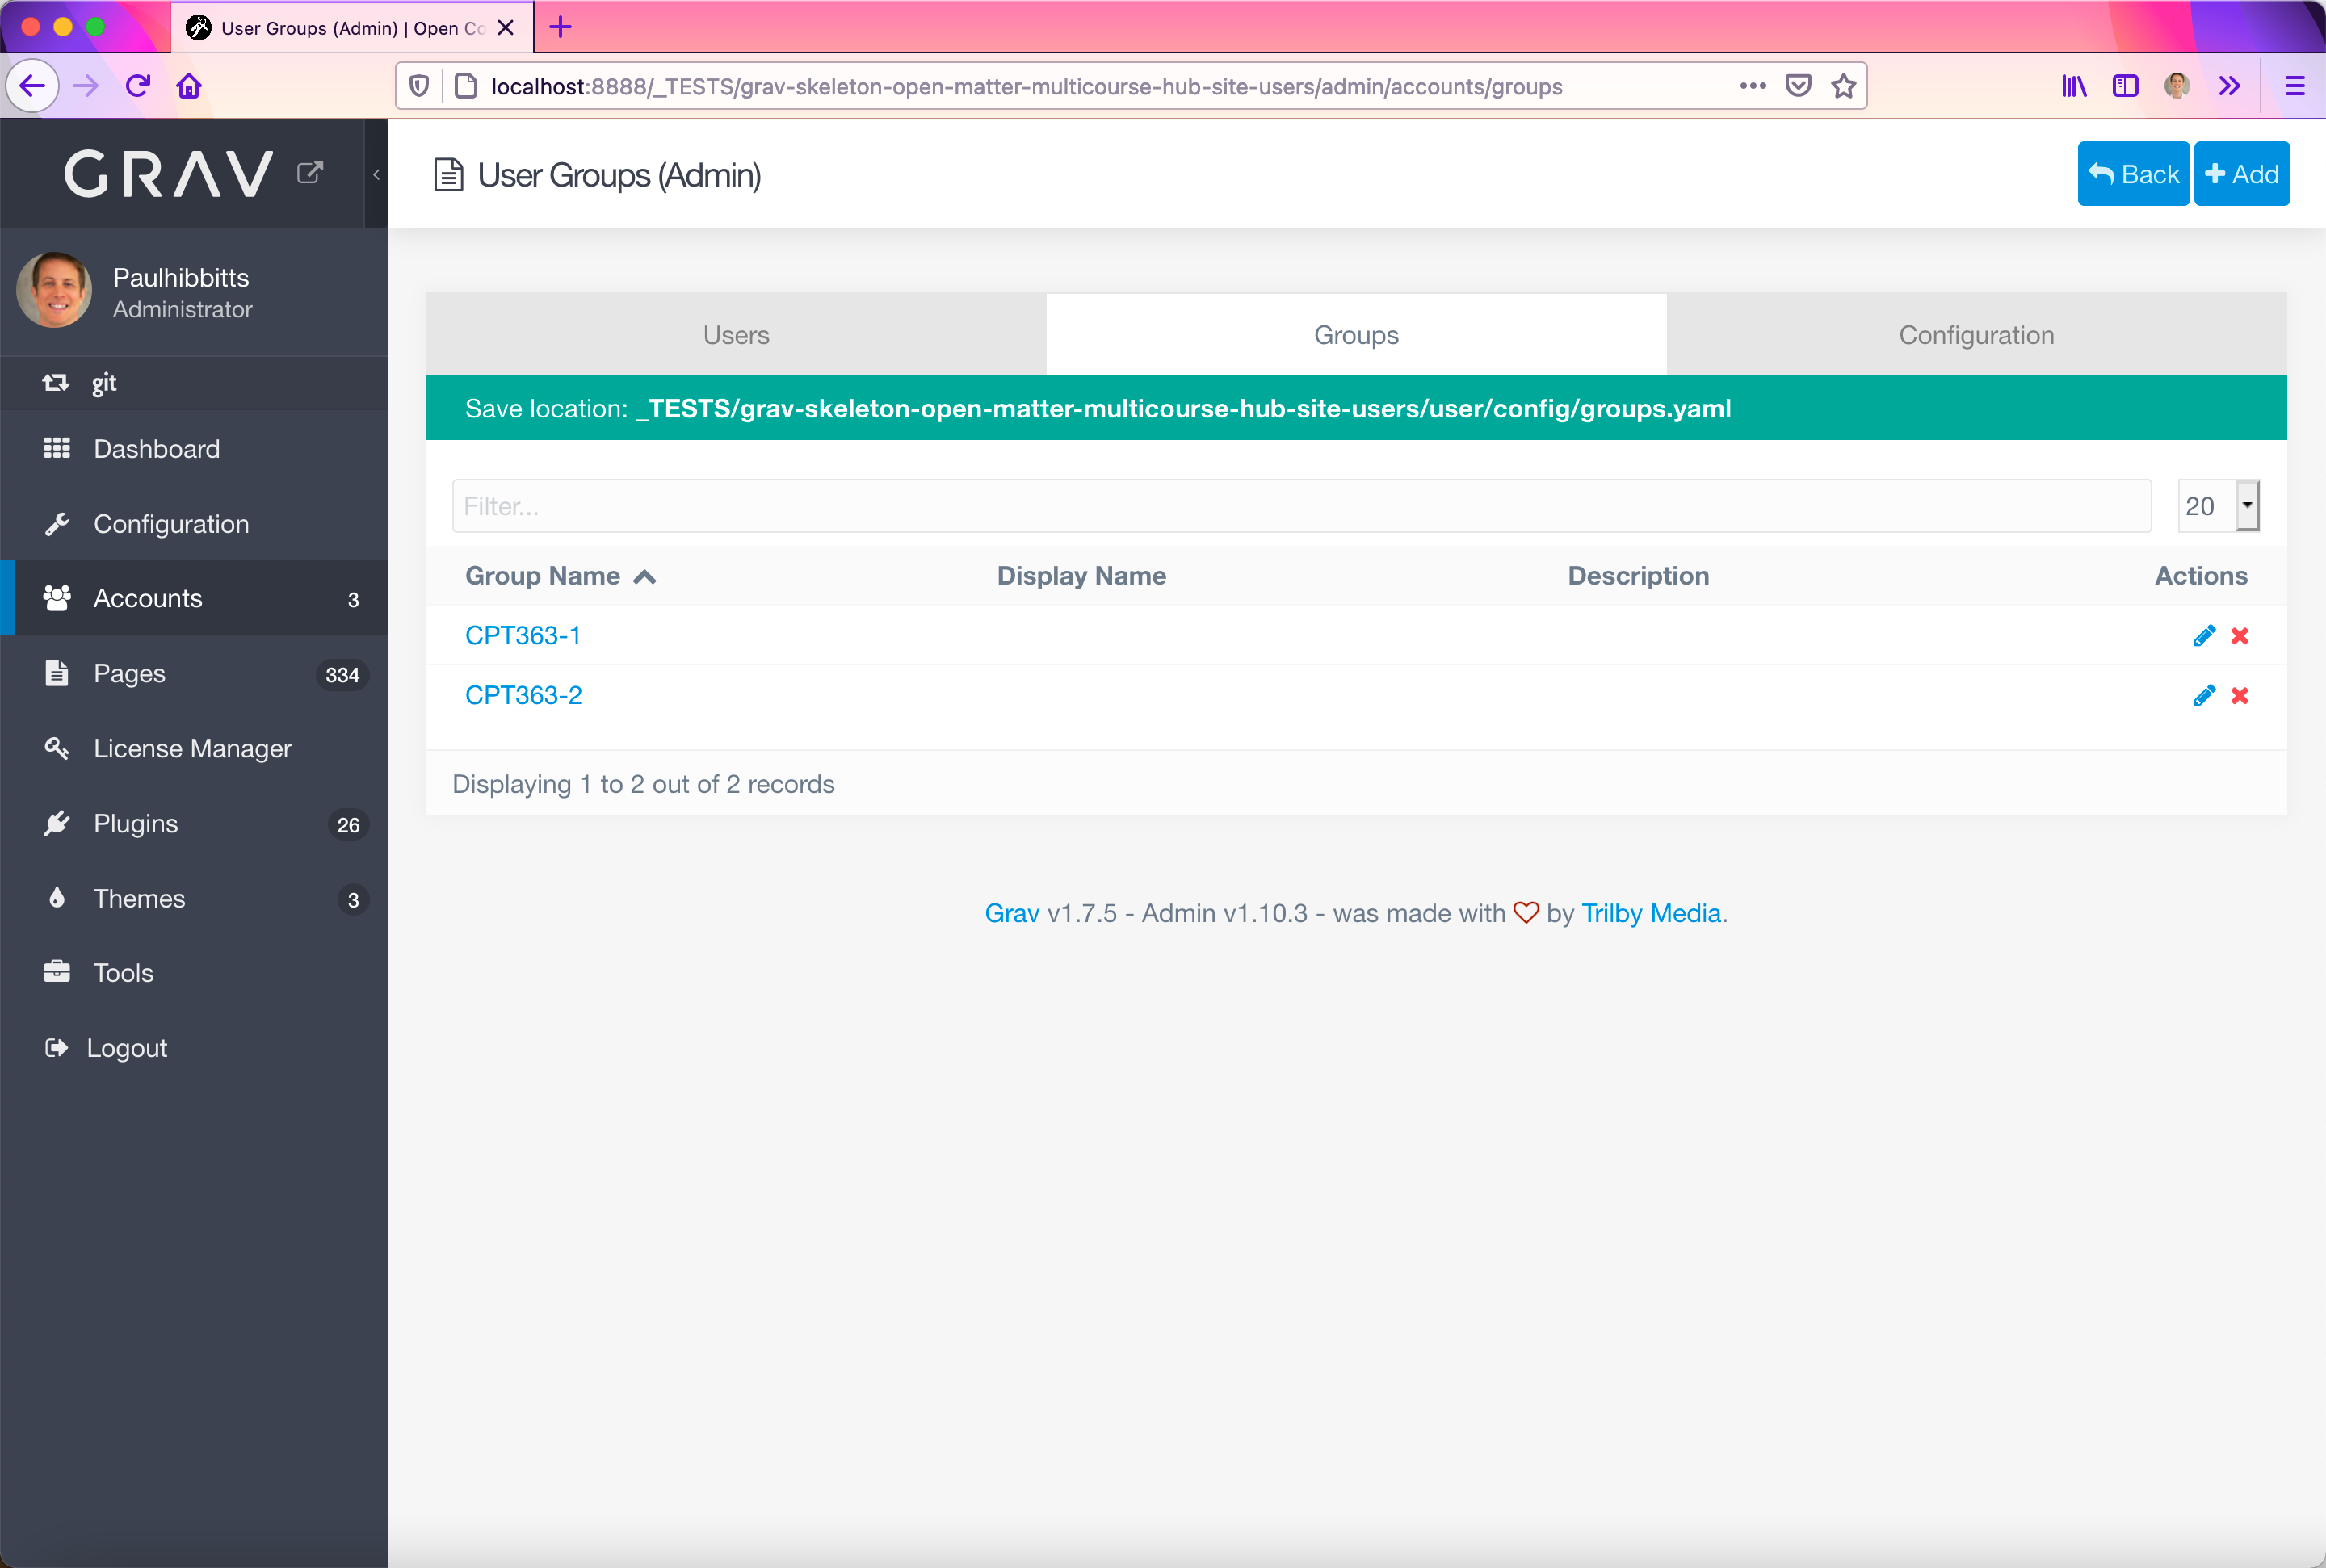 User Groups (Admin) | Open Co
localhost:8888/_TESTS/grav-skeleton-open-matter-multicourse-hub-site-users/admin/accounts/groups
GRAV
User Groups (Admin)
Back
Add
Paulhibbitts
Administrator
git
Dashboard
Configuration
Accounts 3
Pages 334
License Manager
Plugins 26
Themes 3
Tools
Logout
Users Groups Configuration
Save location: _TESTS/grav-skeleton-open-matter-multicourse-hub-site-users/user/config/groups.yaml
Filter... 20
Group Name Display Name Description Actions
CPT363-1
CPT363-2
Displaying 1 to 2 out of 2 records
Grav v1.7.5 - Admin v1.10.3 - was made with ♡ by Trilby Media.